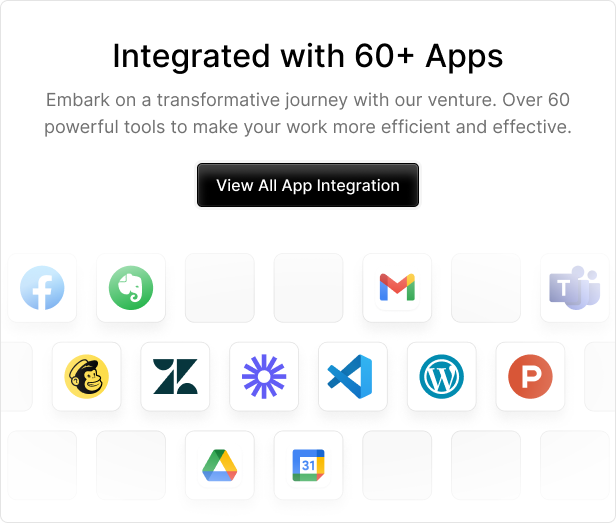 Integrated with 60+ Apps
Embark on a transformative journey with our venture. Over 60
powerful tools to make your work more efficient and effective.
View All App Integration
T
31